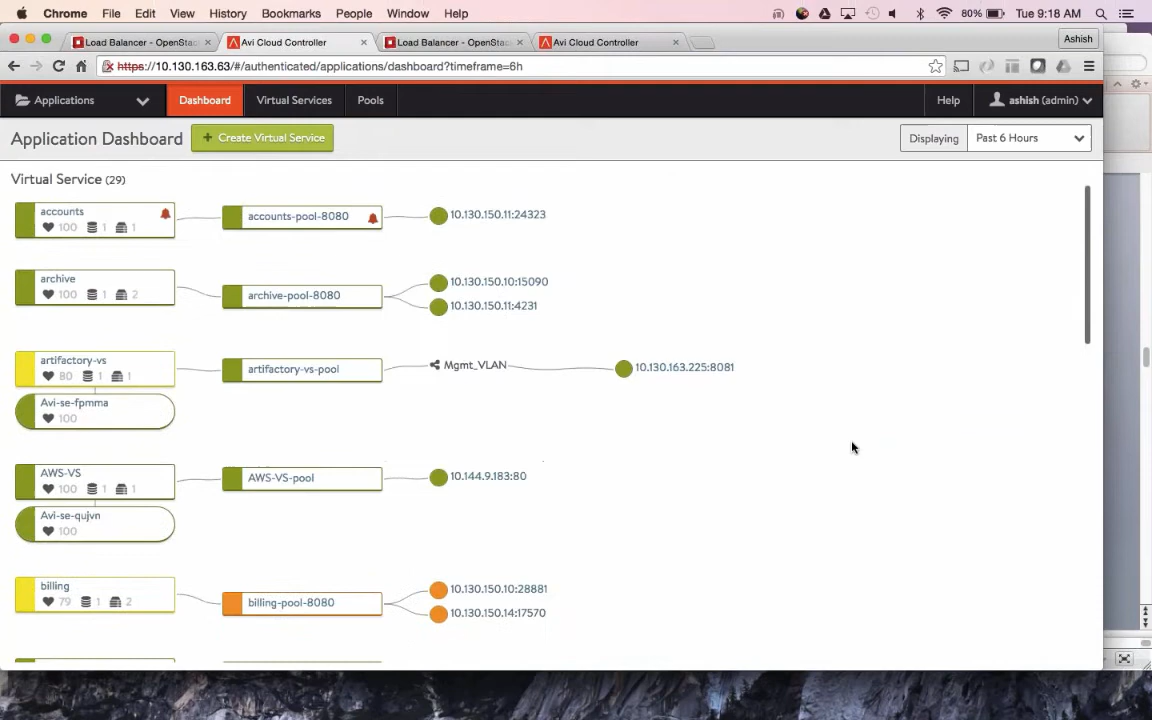 Chrome File Edit View History Bookmarks People Window Help 80% Tue 9:18 AM
Load Balancer - OpenStac Avi Cloud Controller Load Balancer - OpenStac Avi Cloud Controller Ashish
https://10.130.163.63/#/authenticated/applications/dashboard?timeframe=6h
Applications Dashboard Virtual Services Pools Help ashish (admin)
Application Dashboard + Create Virtual Service Displaying Past 6 Hours
Virtual Service (29)
accounts
100 1 1
accounts-pool-8080
10.130.150.11:24323
archive
100 1 2
archive-pool-8080
10.130.150.10:15090
10.130.150.11:4231
artifactory-vs
80 1 1
artifactory-vs-pool
Mgmt_VLAN
10.130.163.225:8081
Avi-se-fpmma
100
AWS-VS
100 1 1
AWS-VS-pool
10.144.9.183:80
Avi-se-qujvn
100
billing
79 1 2
billing-pool-8080
10.130.150.10:28881
10.130.150.14:17570